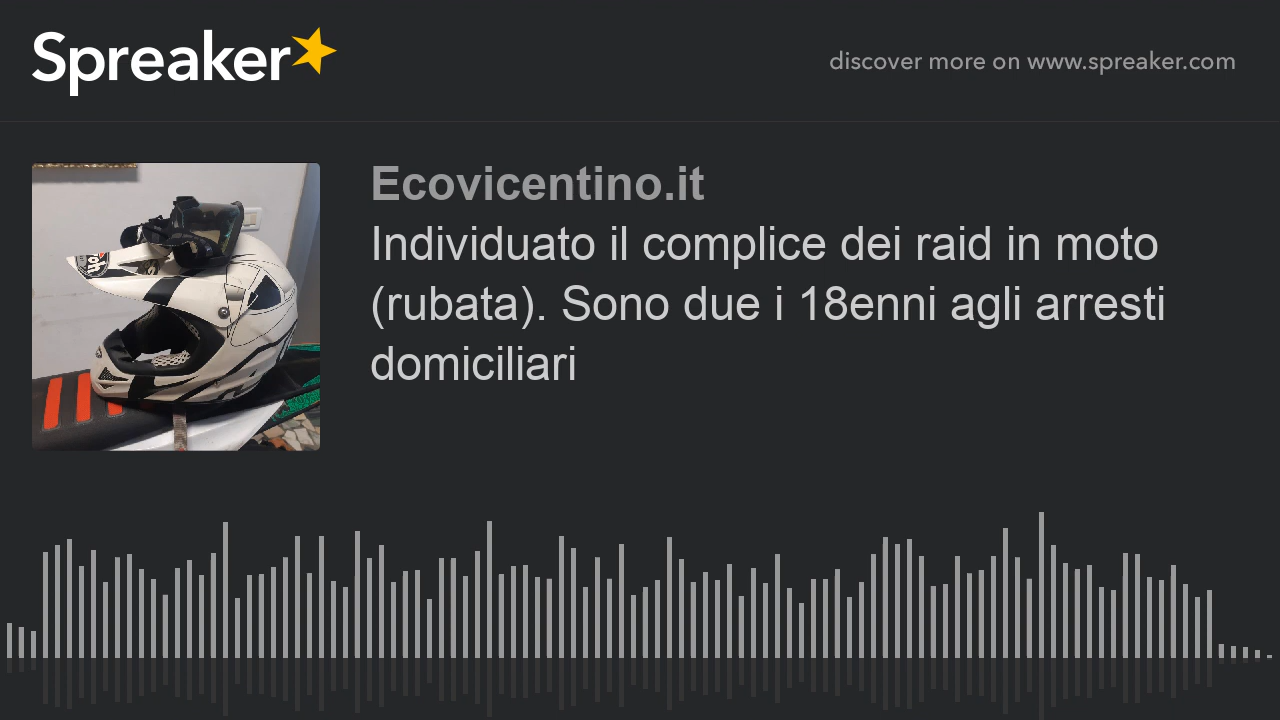 Spreaker
discover more on www.spreaker.com
Ecovicentino.it
Individuato il complice dei raid in moto
(rubata). Sono due i 18enni agli arresti
domiciliari